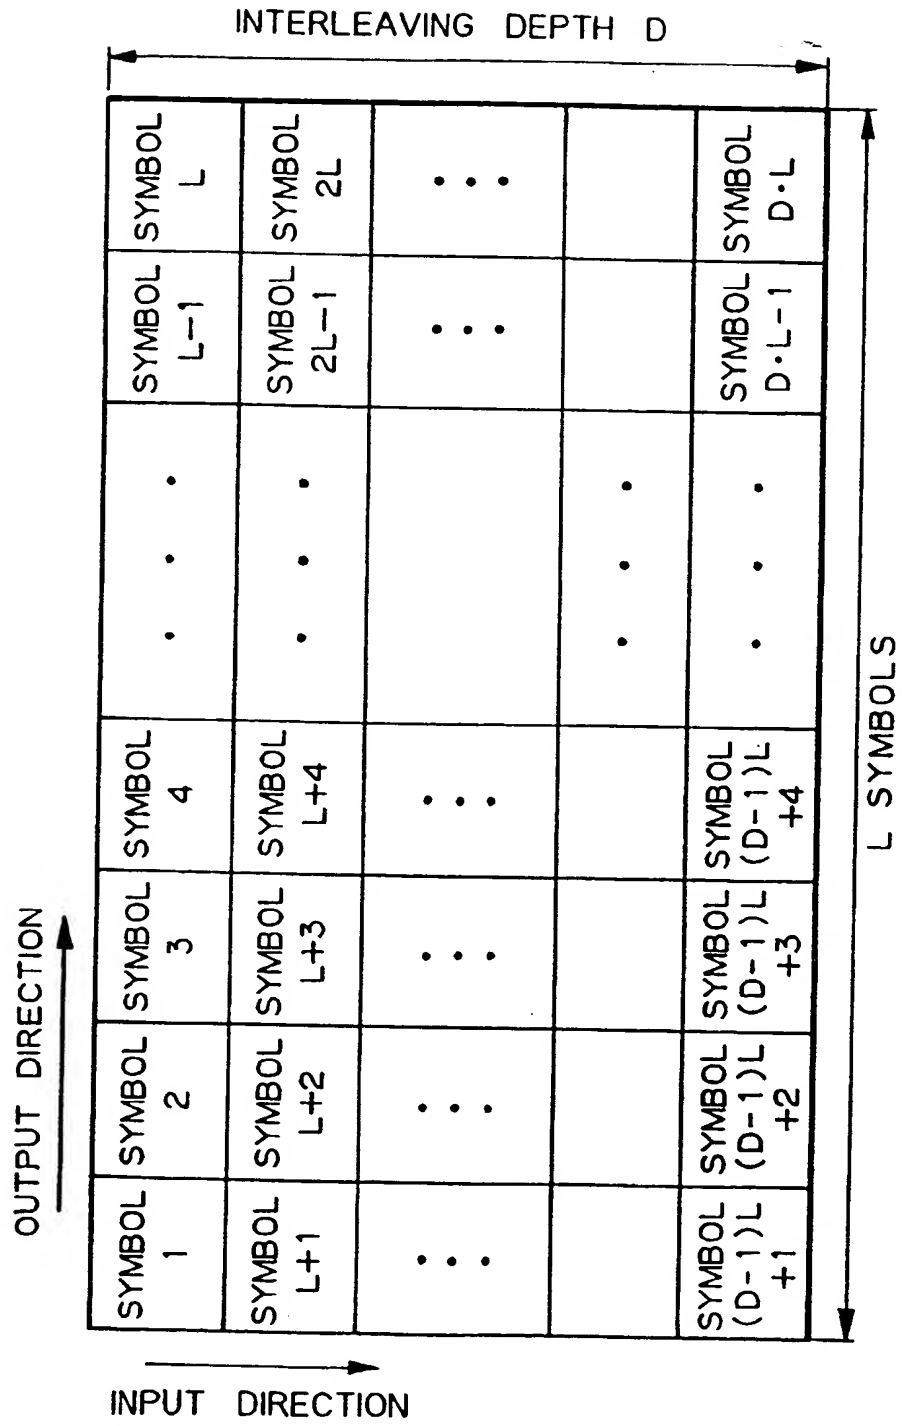 INTERLEAVING DEPTH D
SYMBOL
L
SYMBOL
2L
• • •
SYMBOL
D·L
SYMBOL
L-1
SYMBOL
2L-1
• • •
SYMBOL
D·L-1
• • •
• • •
• • •
• • •
SYMBOL
4
SYMBOL
L+4
• • •
SYMBOL
(D-1)L
+4
SYMBOL
3
SYMBOL
L+3
• • •
SYMBOL
(D-1)L
+3
SYMBOL
2
SYMBOL
L+2
• • •
SYMBOL
(D-1)L
+2
SYMBOL
1
SYMBOL
L+1
• • •
SYMBOL
(D-1)L
+1
L SYMBOLS
OUTPUT DIRECTION
INPUT DIRECTION